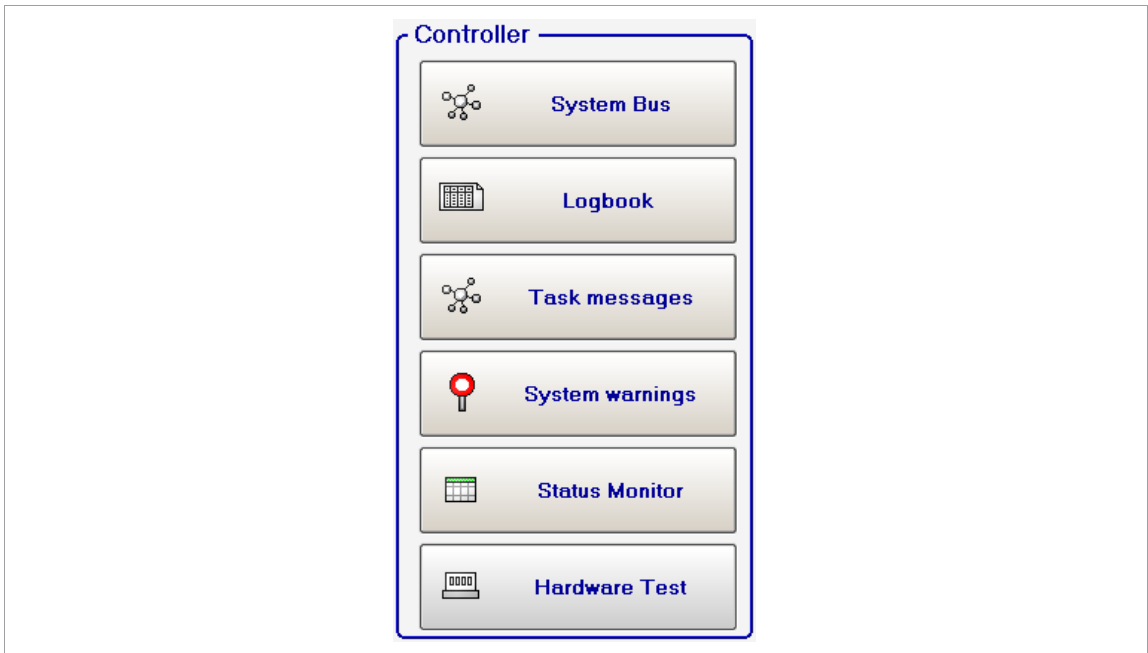 Controller
System Bus
Logbook
Task messages
System warnings
Status Monitor
Hardware Test